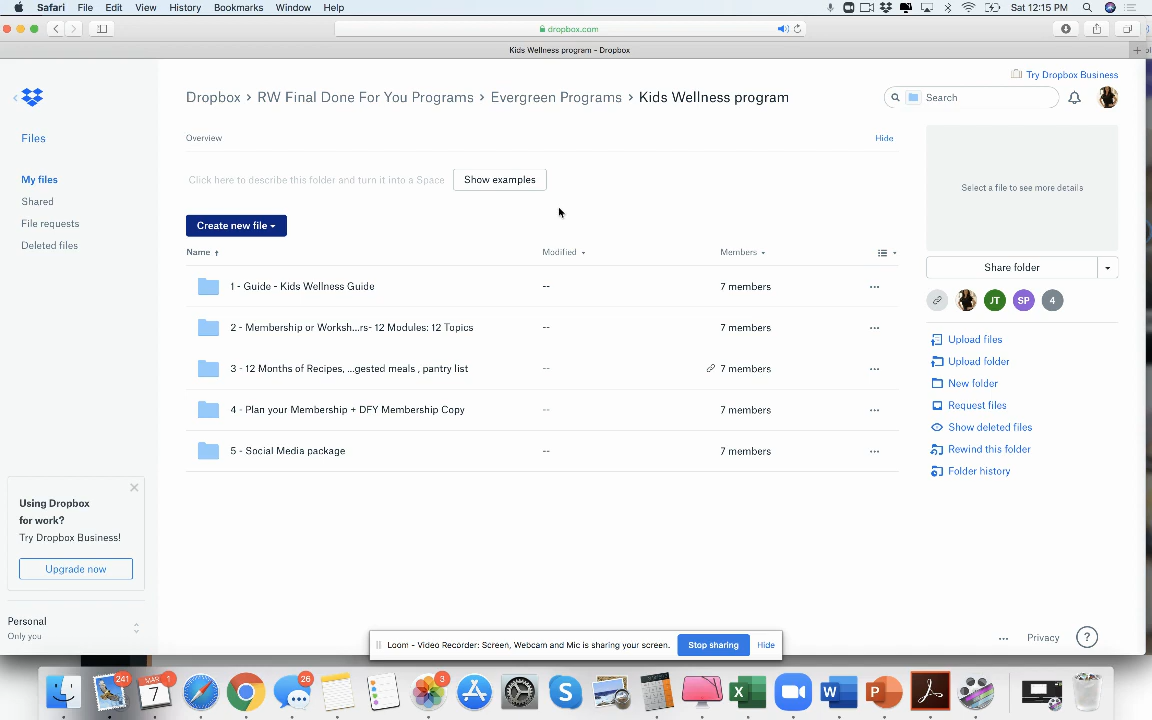 Safari File Edit View History Bookmarks Window Help Sat 12:15 PM
dropbox.com
Kids Wellness program – Dropbox
Try Dropbox Business
Dropbox › RW Final Done For You Programs › Evergreen Programs › Kids Wellness program
Search
Files
Overview
Hide
My files
Shared
File requests
Deleted files
Click here to describe this folder and turn it into a Space
Show examples
Select a file to see more details
Create new file
Name ↑ Modified Members
Share folder
1 - Guide - Kids Wellness Guide -- 7 members ...
JT SP 4
2 - Membership or Worksh...rs- 12 Modules: 12 Topics -- 7 members ...
3 - 12 Months of Recipes, ...gested meals , pantry list -- 7 members ...
4 - Plan your Membership + DFY Membership Copy -- 7 members ...
5 - Social Media package -- 7 members ...
Upload files
Upload folder
New folder
Request files
Show deleted files
Rewind this folder
Folder history
Using Dropbox
for work?
Try Dropbox Business!
Upgrade now
Personal
Only you
Loom – Video Recorder: Screen, Webcam and Mic is sharing your screen. Stop sharing Hide
... Privacy ?
241 MAR 7 1 26 3